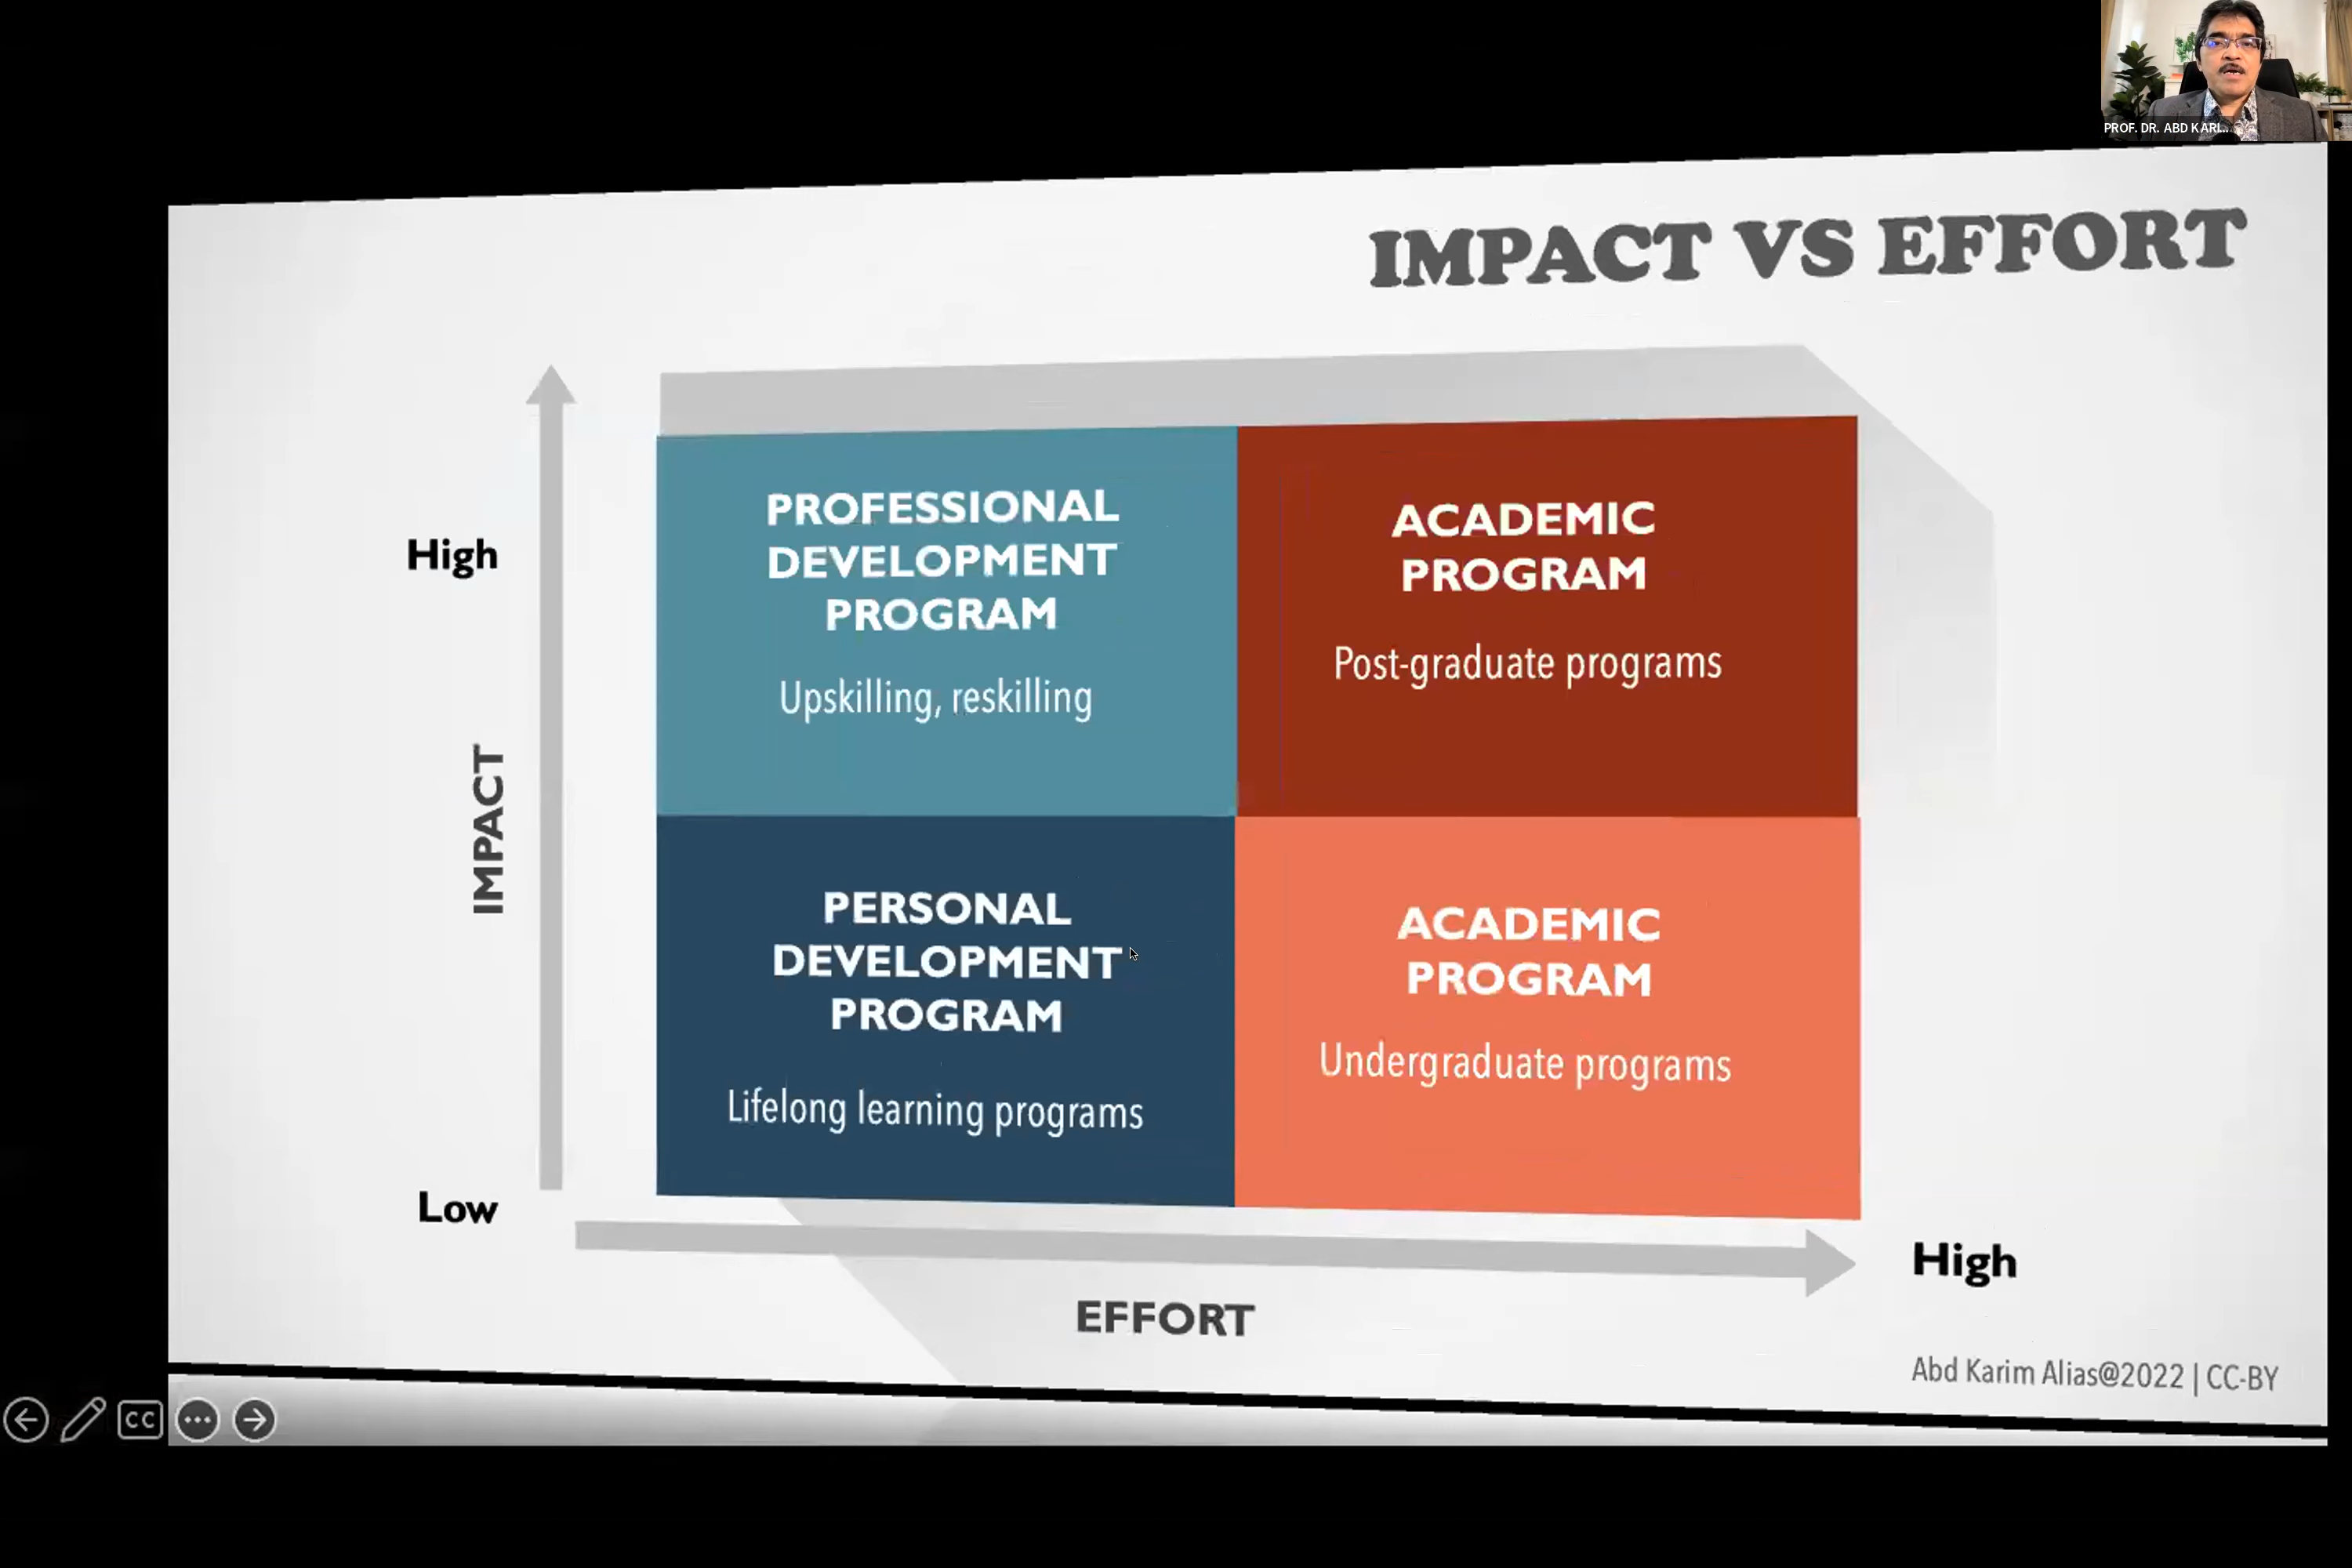 PROF. DR. ABD KARI...
IMPACT VS EFFORT
High
IMPACT
Low
PROFESSIONAL
DEVELOPMENT
PROGRAM
Upskilling, reskilling
ACADEMIC
PROGRAM
Post-graduate programs
PERSONAL
DEVELOPMENT
PROGRAM
Lifelong learning programs
ACADEMIC
PROGRAM
Undergraduate programs
High
EFFORT
Abd Karim Alias@2022 | CC-BY
CC